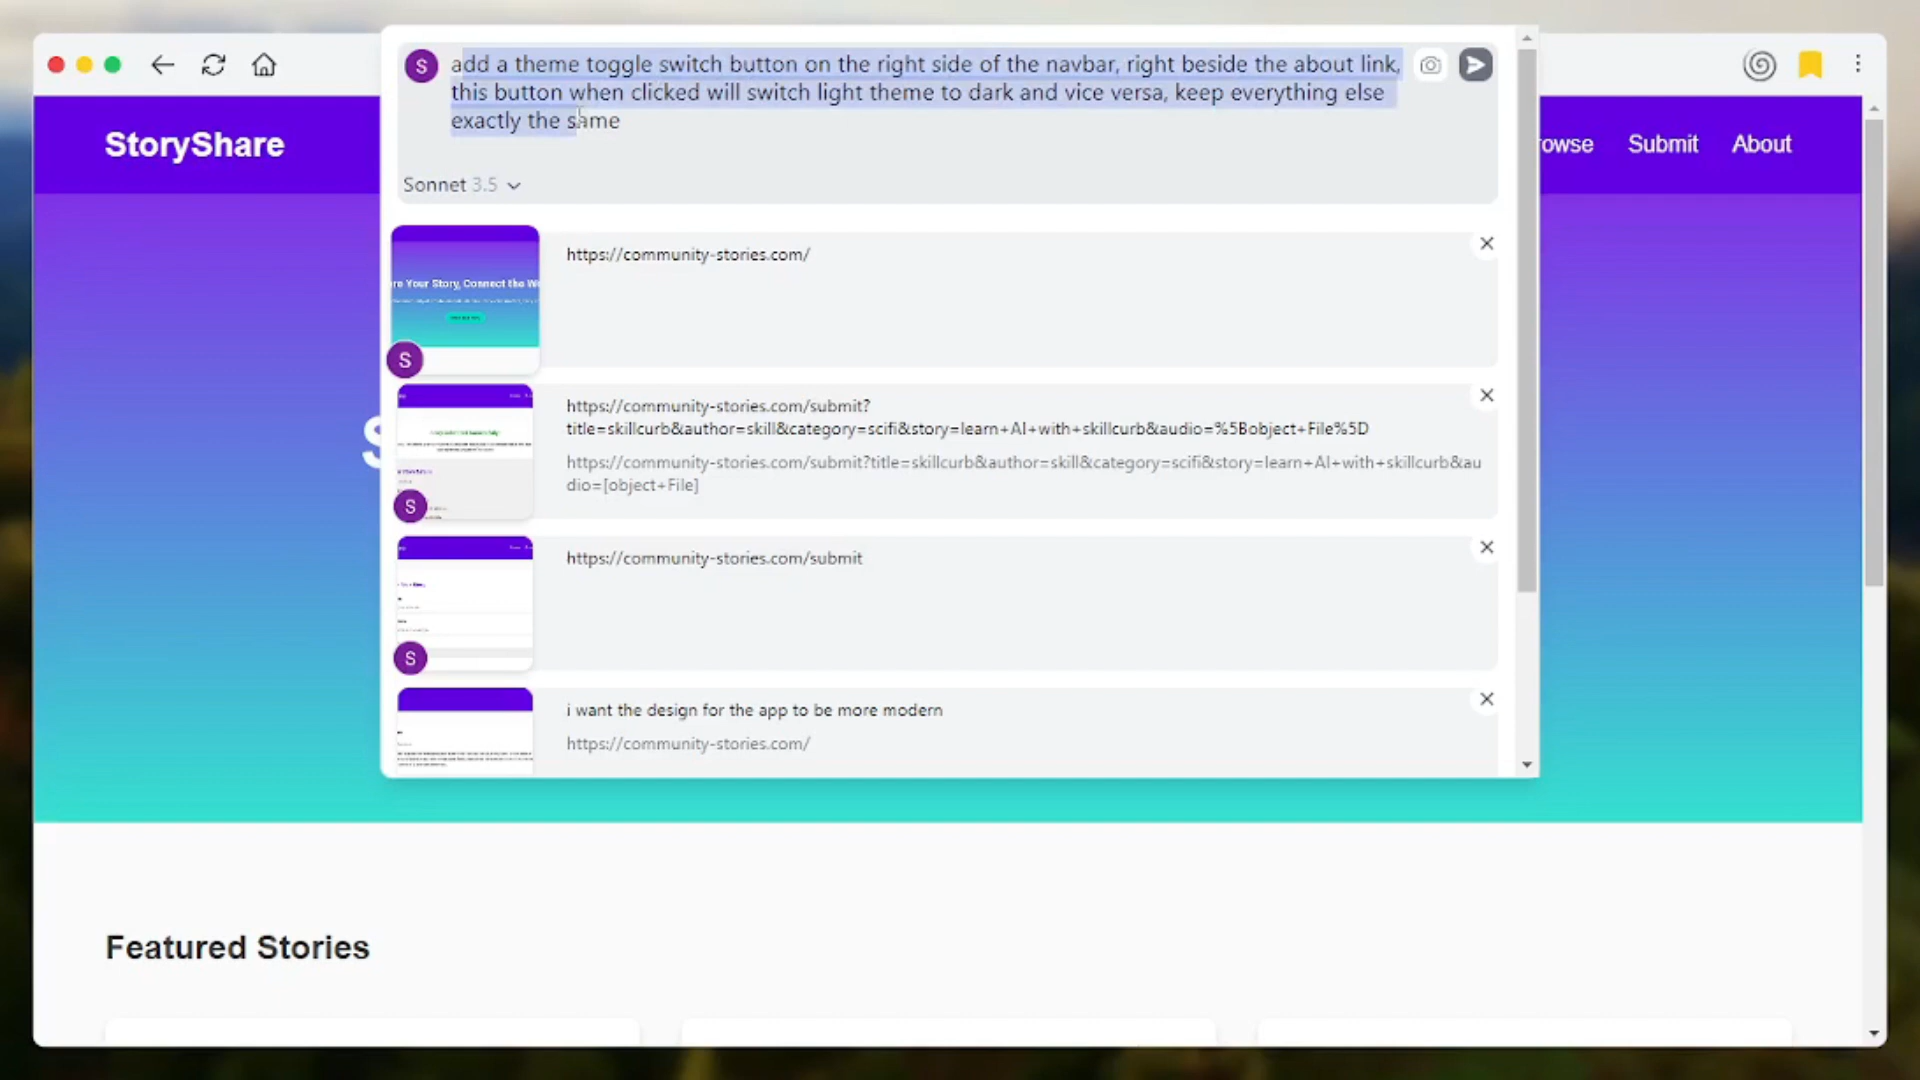 S
add a theme toggle switch button on the right side of the navbar, right beside the about link,
this button when clicked will switch light theme to dark and vice versa, keep everything else
exactly the same
StoryShare
Submit
About
Sonnet 3.5
https://community-stories.com/
Share Your Story, Connect the
S
https://community-stories.com/submit?
title=skillcurb&author=skill&category=scifi&story=learn+AI+with+skillcurb&audio=%5Bobject+File%5D
https://community-stories.com/submit?title=skillcurb&author=skill&category=scifi&story=learn+AI+with+skillcurb&au
dio=[object+File]
S
https://community-stories.com/submit
S
i want the design for the app to be more modern
https://community-stories.com/
Featured Stories